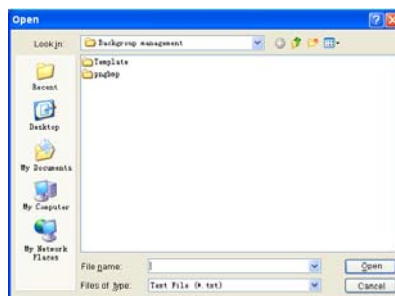 Open
Look in:
Backgroup management
Template
pngbmp
Recent
Desktop
My Documents
My Computer
My Network
Places
File name:
Open
Files of type:
Text File (*.txt)
Cancel